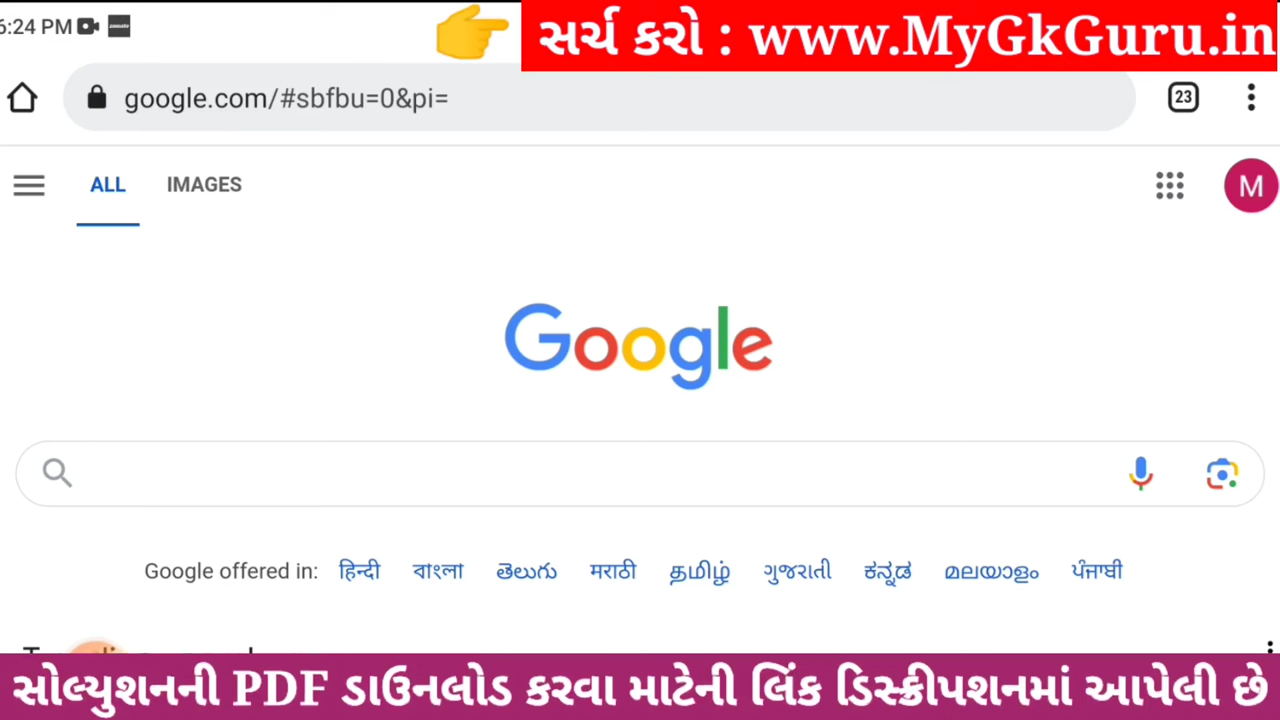 6:24 PM
સર્ચ કરો : www.MyGkGuru.in
google.com/#sbfbu=0&pi=
23
ALL IMAGES
M
Google
Google offered in: हिन्दी বাংলা తెలుగు मराठी தமிழ் ગુજરાતી ಕನ್ನಡ മലയാളം ਪੰਜਾਬੀ
સોલ્યુશનની PDF ડાઉનલોડ કરવા માટેની લિંક ડિસ્ક્રીપશનમાં આપેલી છે